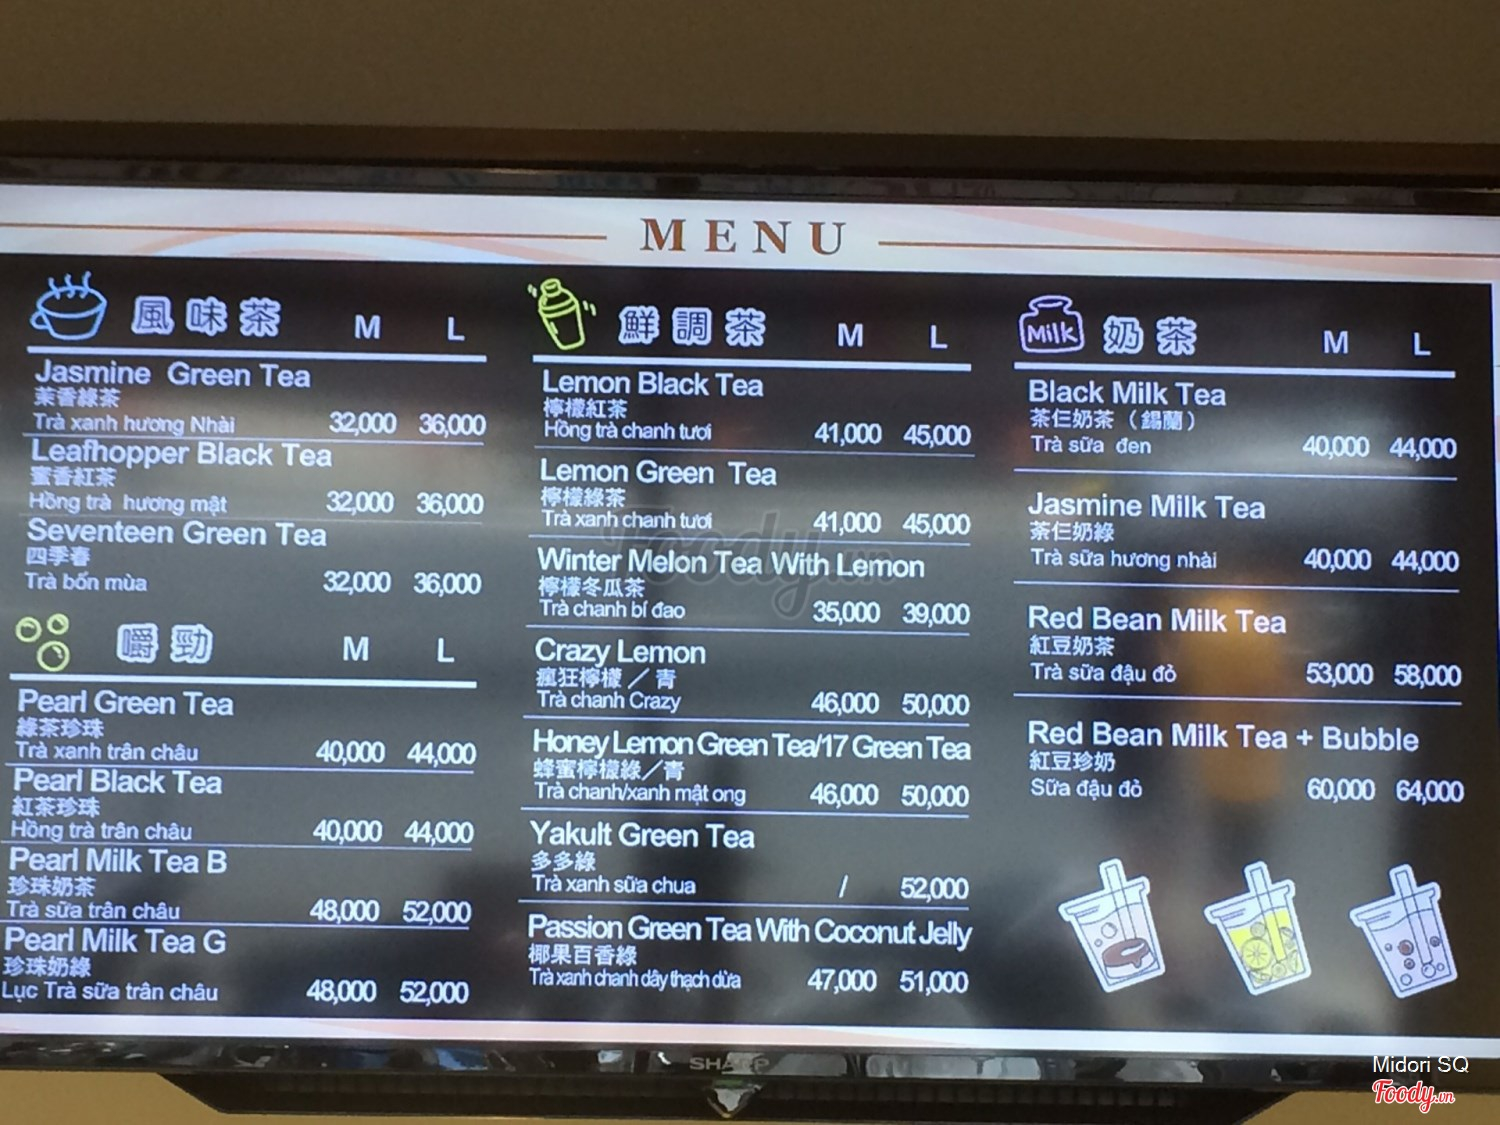 MENU
風味茶 M L
Jasmine Green Tea
茉香綠茶
Trà xanh hương Nhài 32,000 36,000
Leafhopper Black Tea
蜜香紅茶
Hồng trà hương mật 32,000 36,000
Seventeen Green Tea
四季春
Trà bốn mùa 32,000 36,000
嚼勁 M L
Pearl Green Tea
綠茶珍珠
Trà xanh trân châu 40,000 44,000
Pearl Black Tea
紅茶珍珠
Hồng trà trân châu 40,000 44,000
Pearl Milk Tea B
珍珠奶茶
Trà sữa trân châu 48,000 52,000
Pearl Milk Tea G
珍珠奶綠
Lục Trà sữa trân châu 48,000 52,000
鮮調茶 M L
Lemon Black Tea
檸檬紅茶
Hồng trà chanh tươi 41,000 45,000
Lemon Green Tea
檸檬綠茶
Trà xanh chanh tươi 41,000 45,000
Winter Melon Tea With Lemon
檸檬冬瓜茶
Trà chanh bí đao 35,000 39,000
Crazy Lemon
瘋狂檸檬／青
Trà chanh Crazy 46,000 50,000
Honey Lemon Green Tea/17 Green Tea
蜂蜜檸檬綠／青
Trà chanh/xanh mật ong 46,000 50,000
Yakult Green Tea
多多綠
Trà xanh sữa chua / 52,000
Passion Green Tea With Coconut Jelly
椰果百香綠
Trà xanh chanh dây thạch dừa 47,000 51,000
Milk 奶茶 M L
Black Milk Tea
茶仨奶茶（錫蘭）
Trà sữa đen 40,000 44,000
Jasmine Milk Tea
茶仨奶綠
Trà sữa hương nhài 40,000 44,000
Red Bean Milk Tea
紅豆奶茶
Trà sữa đậu đỏ 53,000 58,000
Red Bean Milk Tea + Bubble
紅豆珍奶
Sữa đậu đỏ 60,000 64,000
Foody.vn
SHARP
Midori SQ
Foody.vn